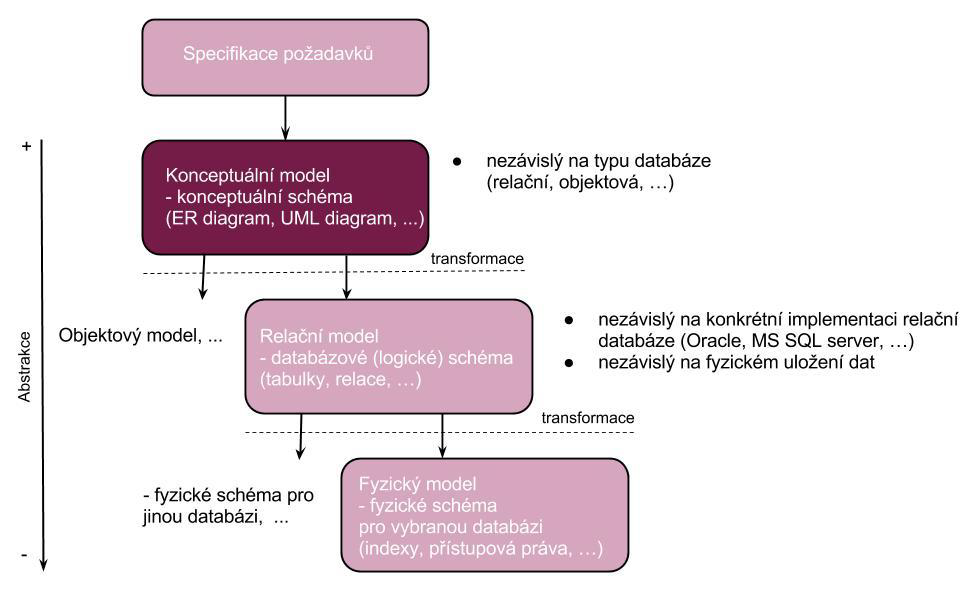 Specifikace požadavků
+
Konceptuální model
- konceptuální schéma
(ER diagram, UML diagram, ...)
● nezávislý na typu databáze
(relační, objektová, …)
transformace
Objektový model, ...
Relační model
- databázové (logické) schéma
(tabulky, relace, …)
● nezávislý na konkrétní implementaci relační
databáze (Oracle, MS SQL server, …)
● nezávislý na fyzickém uložení dat
Abstrakce
transformace
- fyzické schéma pro
jinou databázi, ...
Fyzický model
- fyzické schéma
pro vybranou databázi
(indexy, přístupová práva, …)
-